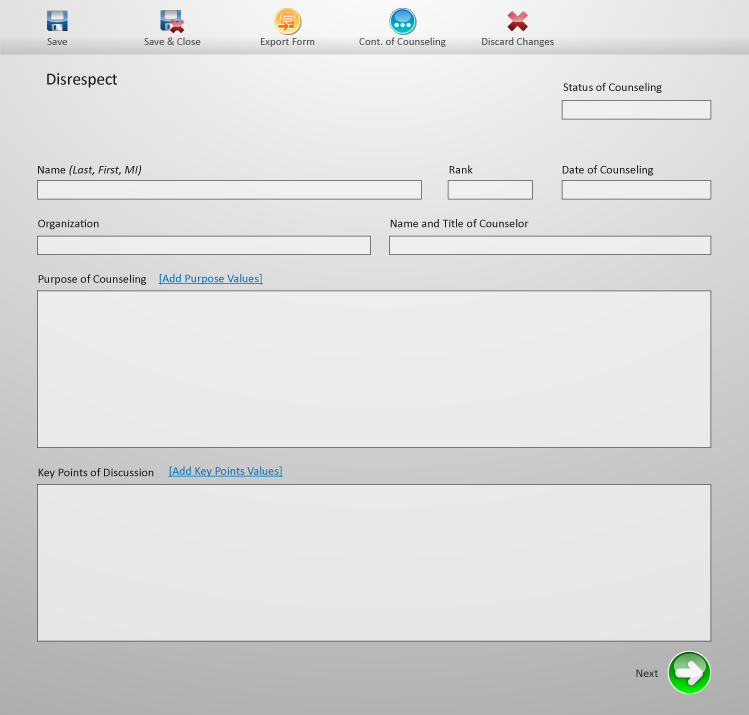 Save
Save & Close
Export Form
Cont. of Counseling
Discard Changes
Disrespect
Status of Counseling
Name (Last, First, MI)
Rank
Date of Counseling
Organization
Name and Title of Counselor
Purpose of Counseling [Add Purpose Values]
Key Points of Discussion [Add Key Points Values]
Next